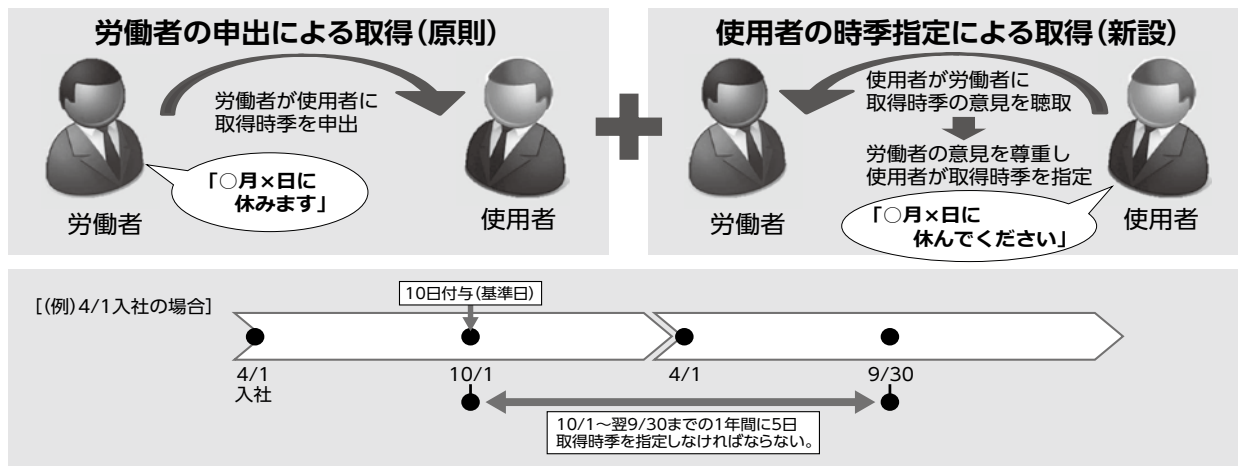 労働者の申出による取得(原則)
労働者が使用者に
取得時季を申出
「○月×日に
休みます」
労働者
使用者
使用者の時季指定による取得(新設)
使用者が労働者に
取得時季の意見を聴取
労働者の意見を尊重し
使用者が取得時季を指定
「○月×日に
休んでください」
労働者
使用者
[(例)4/1入社の場合]
10日付与(基準日)
4/1
入社
10/1
4/1
9/30
10/1~翌9/30までの1年間に5日
取得時季を指定しなければならない。